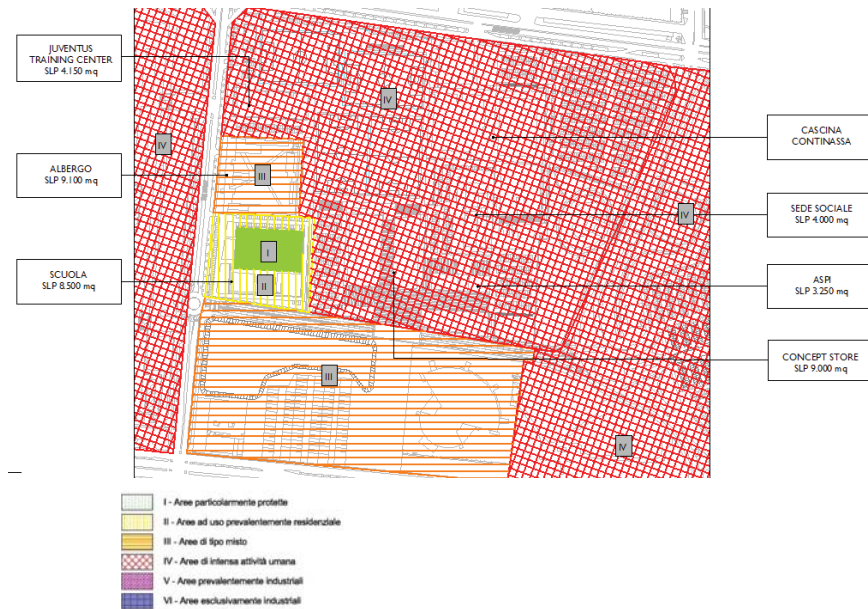 JUVENTUS
TRAINING CENTER
SLP 4.150 mq
ALBERGO
SLP 9.100 mq
SCUOLA
SLP 8.500 mq
CASCINA
CONTINASSA
SEDE SOCIALE
SLP 4.000 mq
ASPI
SLP 3.250 mq
CONCEPT STORE
SLP 9.000 mq
IV
IV
III
IV
I
II
III
IV
I - Aree particolarmente protette
II - Aree ad uso prevalentemente residenziale
III - Aree di tipo misto
IV - Aree di intensa attività umana
V - Aree prevalentemente industriali
VI - Aree esclusivamente industriali